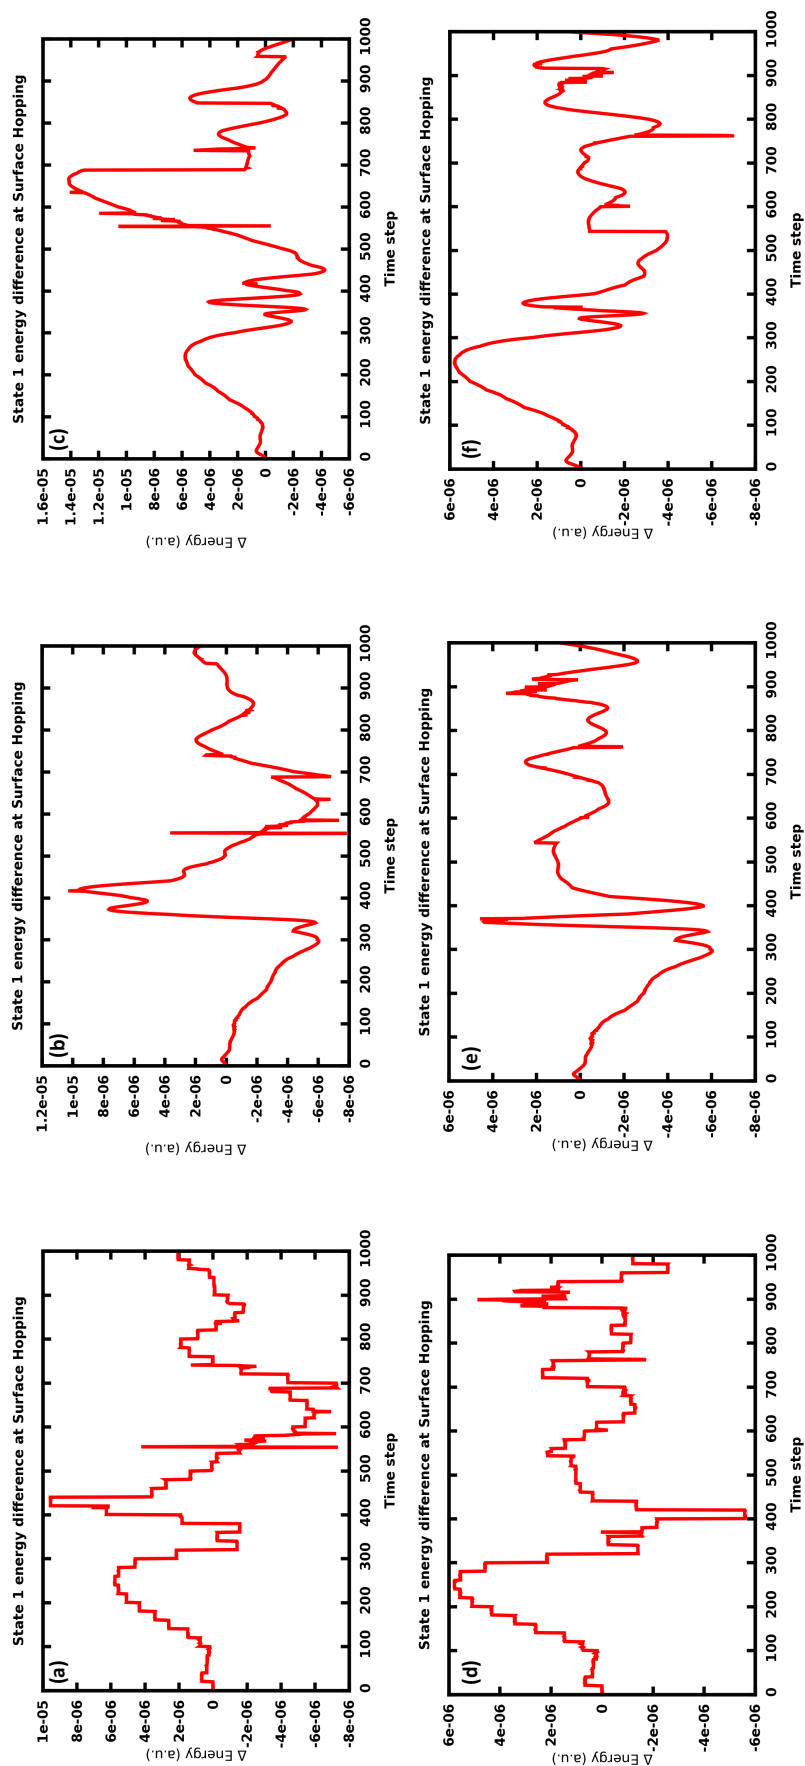 State 1 energy difference at Surface Hopping
(a)
1e-05
8e-06
6e-06
4e-06
2e-06
0
-2e-06
-4e-06
-6e-06
-8e-06
Δ Energy (a.u.)
0 100 200 300 400 500 600 700 800 900 1000
Time step
State 1 energy difference at Surface Hopping
(b)
1.2e-05
1e-05
8e-06
6e-06
4e-06
2e-06
0
-2e-06
-4e-06
-6e-06
-8e-06
Δ Energy (a.u.)
0 100 200 300 400 500 600 700 800 900 1000
Time step
State 1 energy difference at Surface Hopping
(c)
1.6e-05
1.4e-05
1.2e-05
1e-05
8e-06
6e-06
4e-06
2e-06
0
-2e-06
-4e-06
-6e-06
Δ Energy (a.u.)
0 100 200 300 400 500 600 700 800 900 1000
Time step
State 1 energy difference at Surface Hopping
(d)
6e-06
4e-06
2e-06
0
-2e-06
-4e-06
-6e-06
Δ Energy (a.u.)
0 100 200 300 400 500 600 700 800 900 1000
Time step
State 1 energy difference at Surface Hopping
(e)
6e-06
4e-06
2e-06
0
-2e-06
-4e-06
-6e-06
-8e-06
Δ Energy (a.u.)
0 100 200 300 400 500 600 700 800 900 1000
Time step
State 1 energy difference at Surface Hopping
(f)
6e-06
4e-06
2e-06
0
-2e-06
-4e-06
-6e-06
-8e-06
Δ Energy (a.u.)
0 100 200 300 400 500 600 700 800 900 1000
Time step